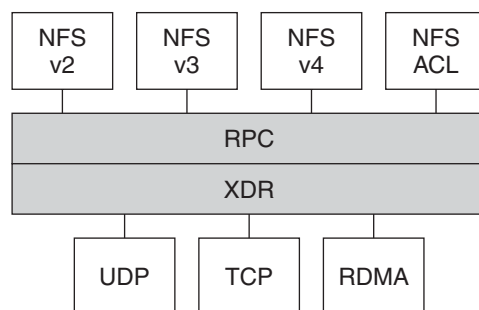 NFS
v2
NFS
v3
NFS
v4
NFS
ACL
RPC
XDR
UDP
TCP
RDMA